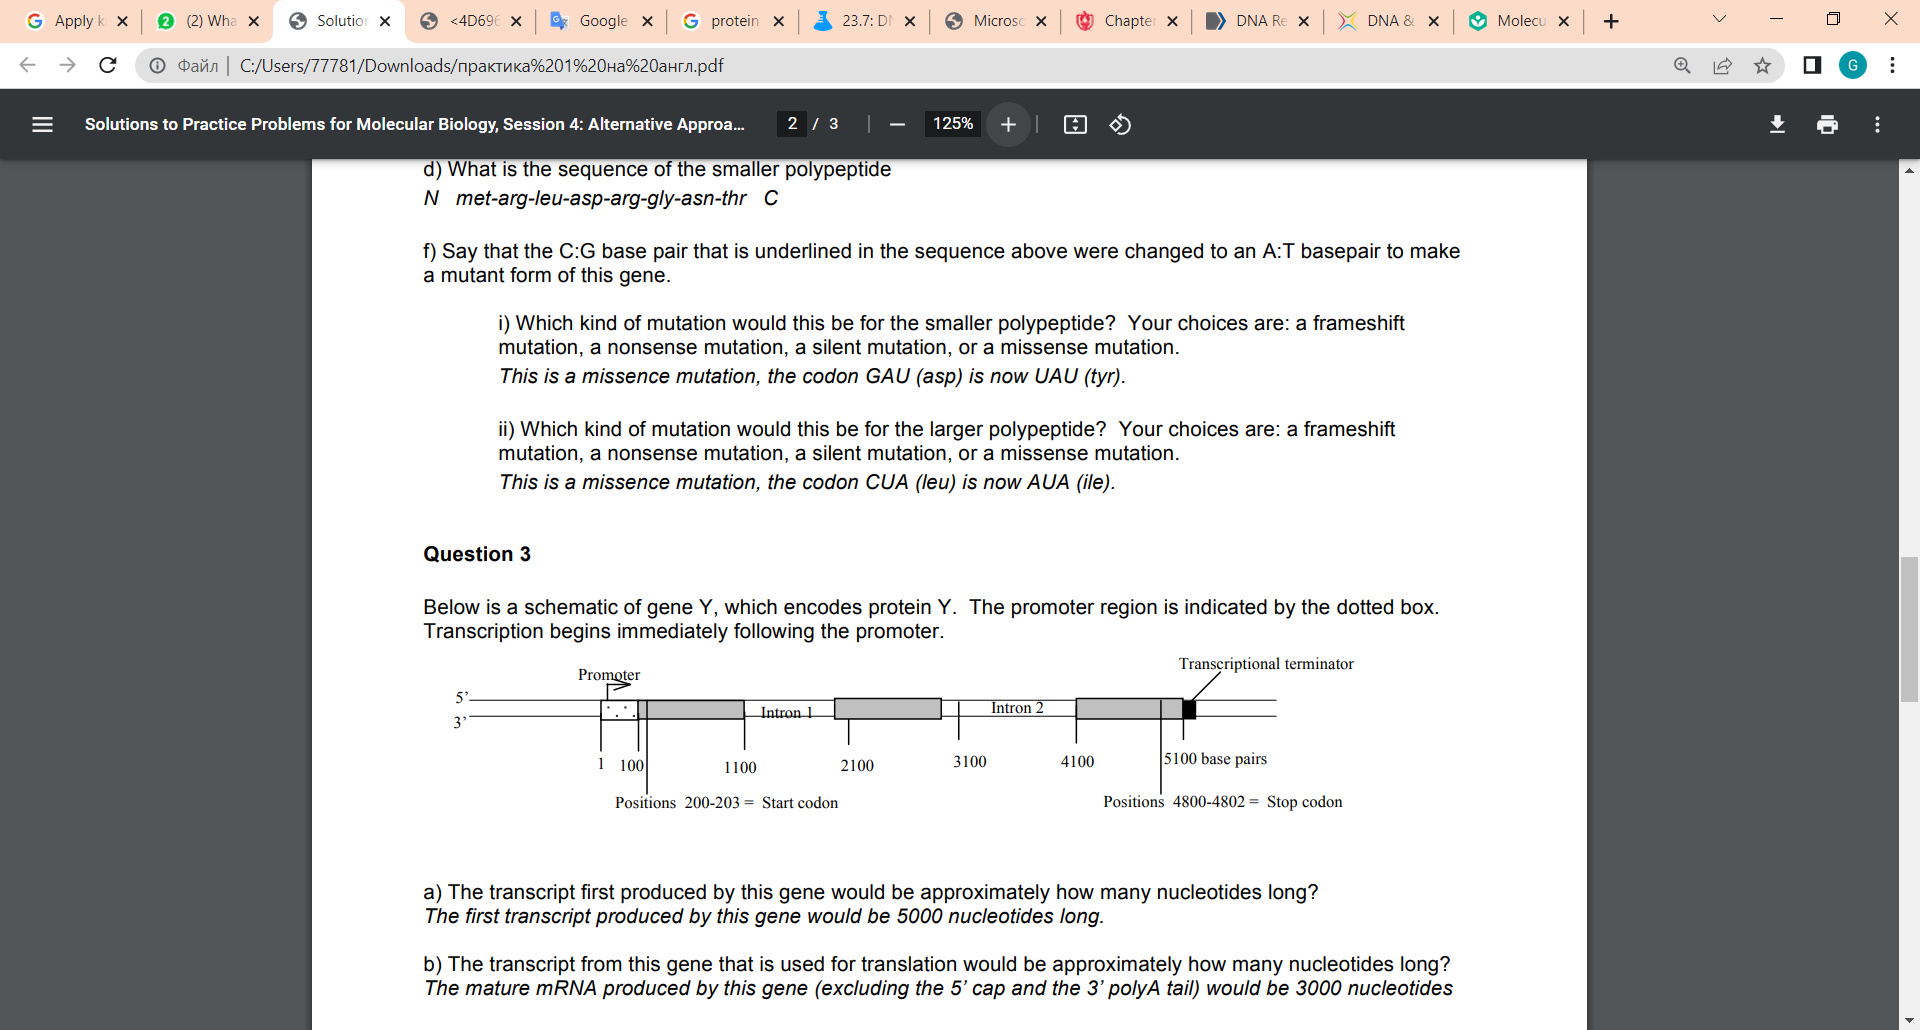 Apply k
(2) Wha
Solution
<4D696
Google
protein
23.7: DN
Microso
Chapter
DNA Re
DNA &
Molecu
Файл
C:/Users/77781/Downloads/практика%201%20на%20англ.pdf
G
Solutions to Practice Problems for Molecular Biology, Session 4: Alternative Approa...
2 / 3
125%
d) What is the sequence of the smaller polypeptide
N met-arg-leu-asp-arg-gly-asn-thr C
f) Say that the C:G base pair that is underlined in the sequence above were changed to an A:T basepair to make
a mutant form of this gene.
i) Which kind of mutation would this be for the smaller polypeptide? Your choices are: a frameshift
mutation, a nonsense mutation, a silent mutation, or a missense mutation.
This is a missence mutation, the codon GAU (asp) is now UAU (tyr).
ii) Which kind of mutation would this be for the larger polypeptide? Your choices are: a frameshift
mutation, a nonsense mutation, a silent mutation, or a missense mutation.
This is a missence mutation, the codon CUA (leu) is now AUA (ile).
Question 3
Below is a schematic of gene Y, which encodes protein Y. The promoter region is indicated by the dotted box.
Transcription begins immediately following the promoter.
Transcriptional terminator
Promoter
5’
3’
Intron 1
Intron 2
1 100 1100 2100 3100 4100 5100 base pairs
Positions 200-203 = Start codon
Positions 4800-4802 = Stop codon
a) The transcript first produced by this gene would be approximately how many nucleotides long?
The first transcript produced by this gene would be 5000 nucleotides long.
b) The transcript from this gene that is used for translation would be approximately how many nucleotides long?
The mature mRNA produced by this gene (excluding the 5’ cap and the 3’ polyA tail) would be 3000 nucleotides